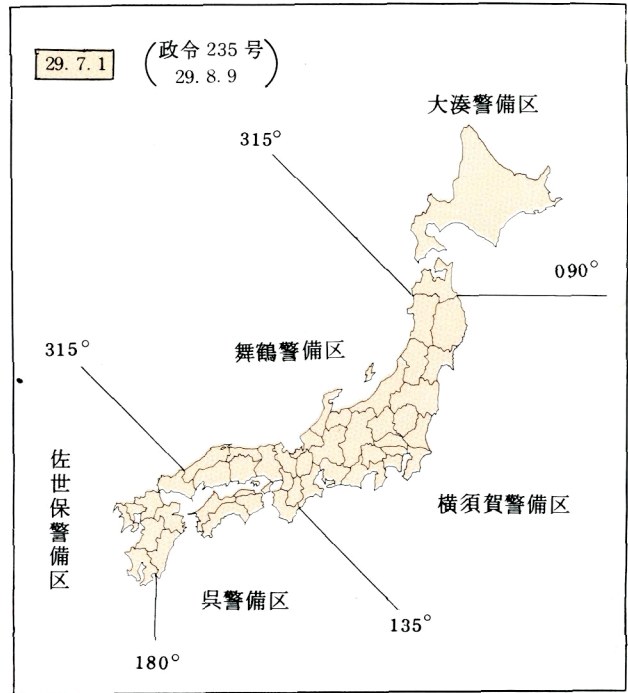 29. 7. 1
政令 235 号
29. 8. 9
大湊警備区
315°
090°
315°
舞鶴警備区
佐世保警備区
横須賀警備区
呉警備区
135°
180°